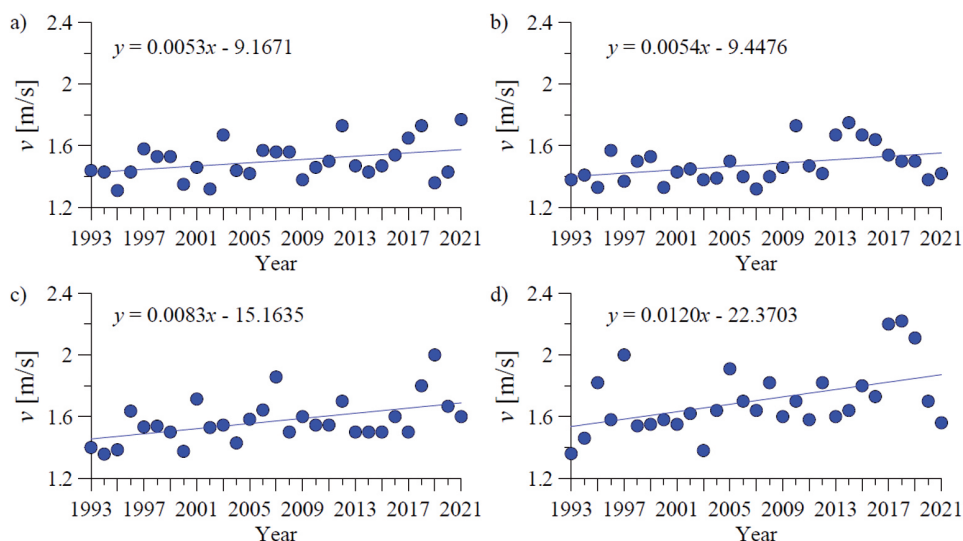 a)
y = 0.0053x - 9.1671
2.4
2
1.6
1.2
v [m/s]
1993 1997 2001 2005 2009 2013 2017 2021
Year
b)
y = 0.0054x - 9.4476
2.4
2
1.6
1.2
v [m/s]
1993 1997 2001 2005 2009 2013 2017 2021
Year
c)
y = 0.0083x - 15.1635
2.4
2
1.6
1.2
v [m/s]
1993 1997 2001 2005 2009 2013 2017 2021
Year
d)
y = 0.0120x - 22.3703
2.4
2
1.6
1.2
v [m/s]
1993 1997 2001 2005 2009 2013 2017 2021
Year